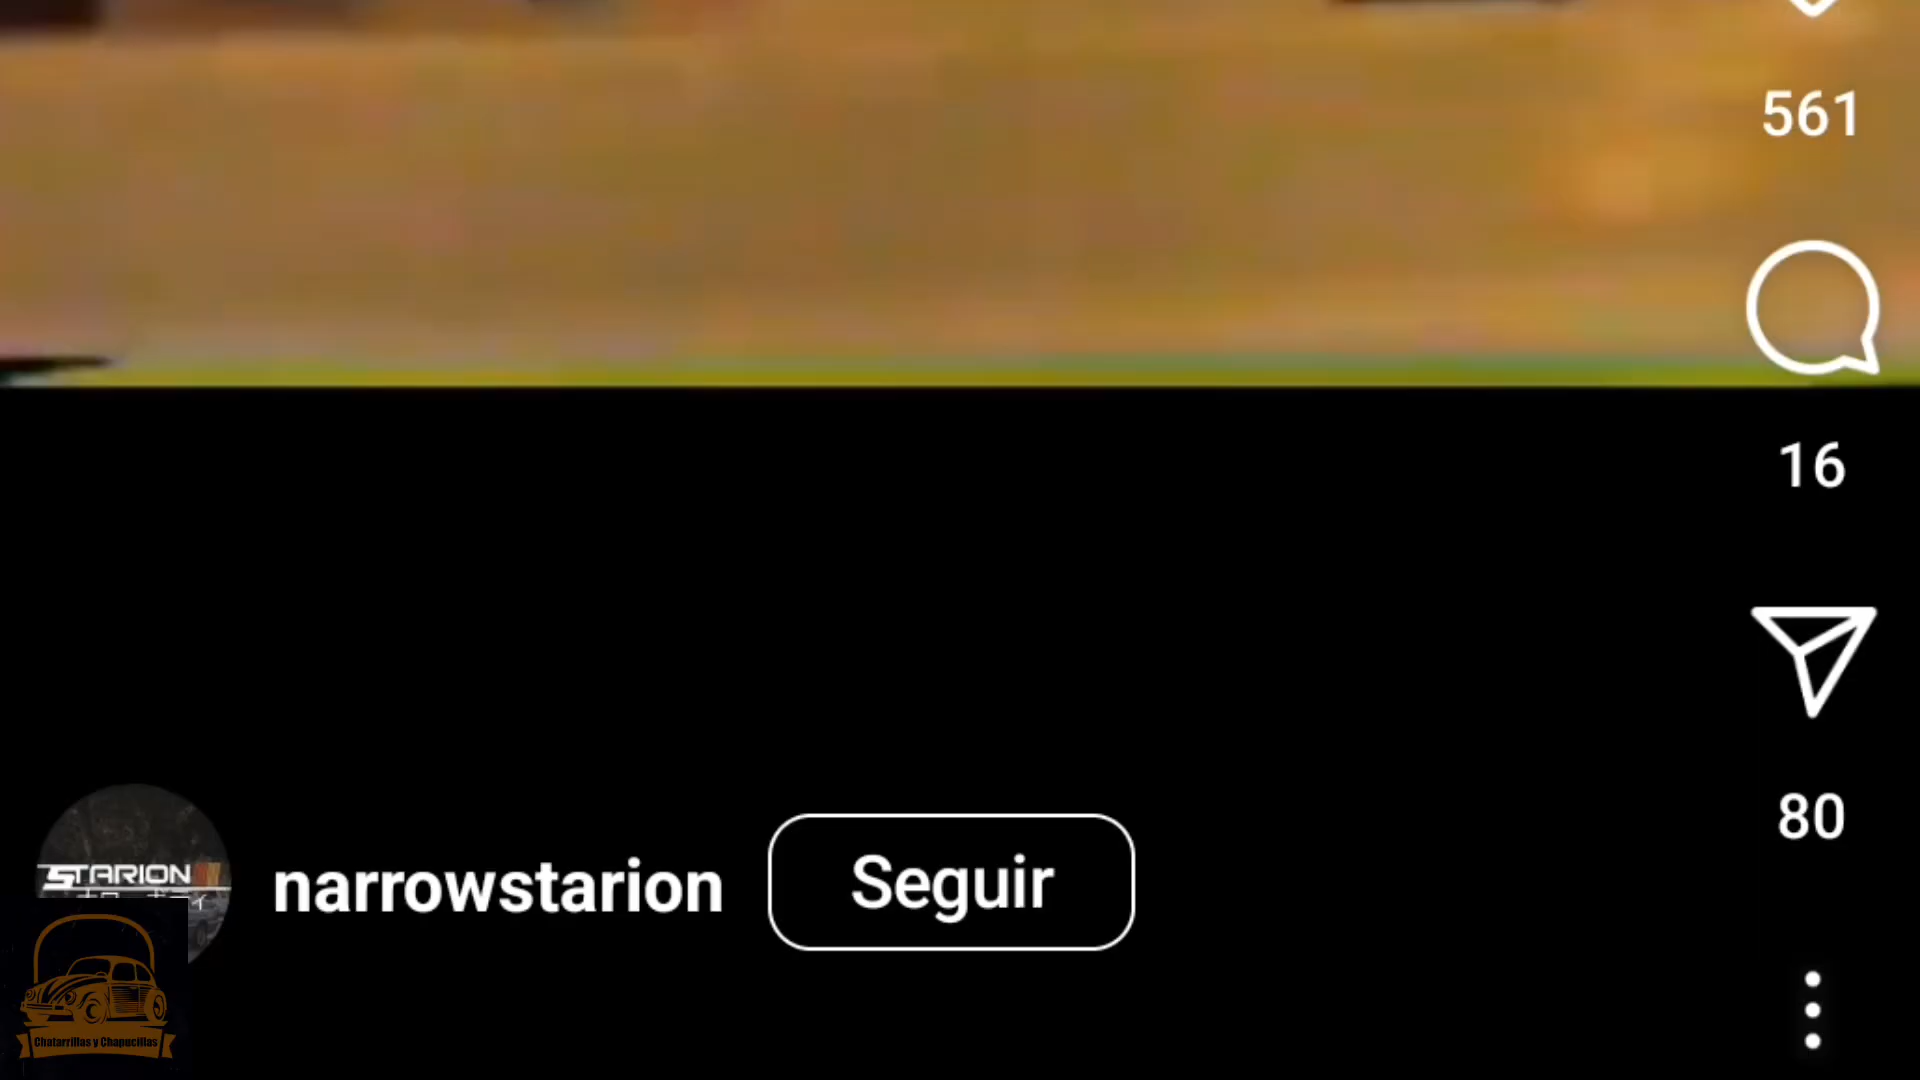 561
16
80
STARION
narrowstarion
Seguir
Chatarrillas y Chapucillas